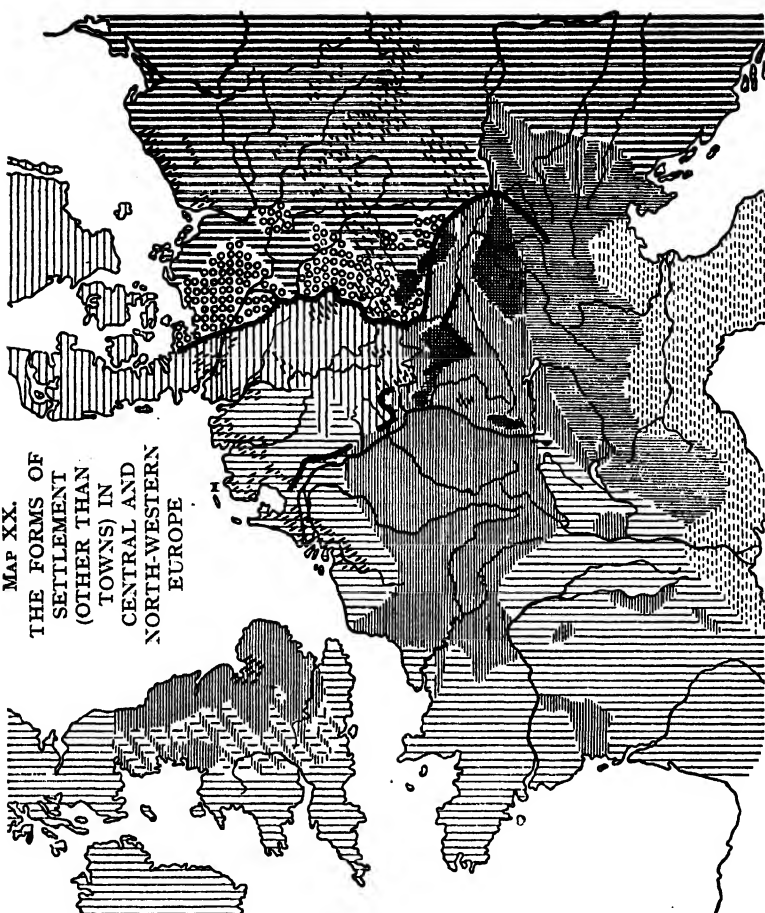 MAP XX.
THE FORMS OF
SETTLEMENT
(OTHER THAN
TOWNS) IN
CENTRAL AND
NORTH-WESTERN
EUROPE